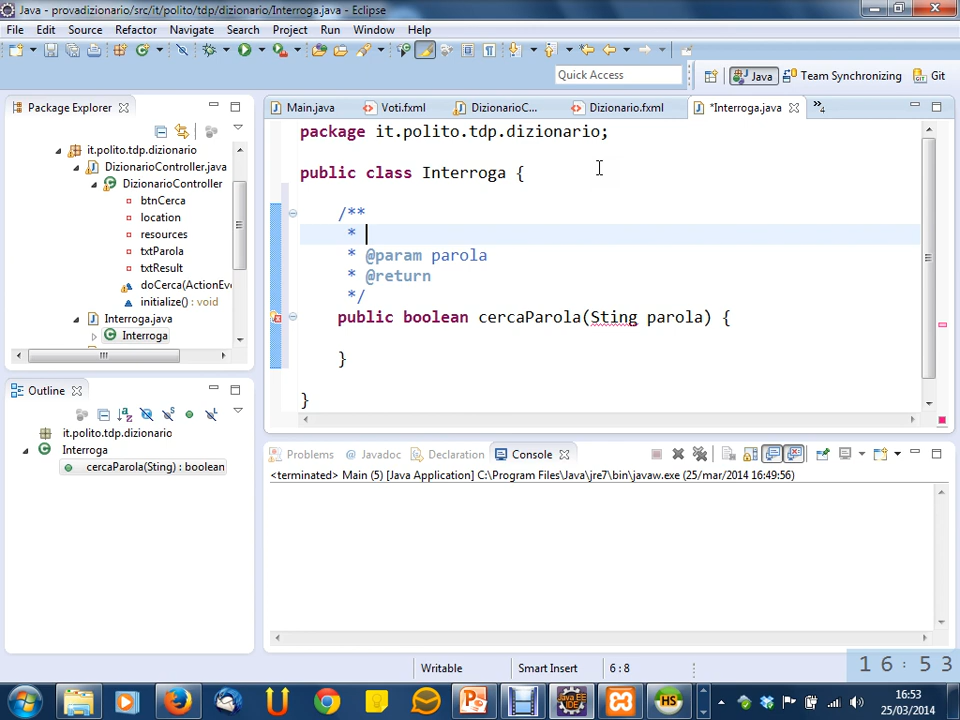 Java - provadizionario/src/it/polito/tdp/dizionario/Interroga.java - Eclipse
File Edit Source Refactor Navigate Search Project Run Window Help
Quick Access
Java Team Synchronizing Git
Package Explorer
it.polito.tdp.dizionario
DizionarioController.java
DizionarioController
btnCerca
location
resources
txtParola
txtResult
doCerca(ActionEve
initialize() : void
Interroga.java
Interroga
Main.java Voti.fxml DizionarioC... Dizionario.fxml *Interroga.java »4
package it.polito.tdp.dizionario;
public class Interroga {
/**
*
* @param parola
* @return
*/
public boolean cercaParola(Sting parola) {
}
}
Outline
it.polito.tdp.dizionario
Interroga
cercaParola(Sting) : boolean
Problems @ Javadoc Declaration Console
<terminated> Main (5) [Java Application] C:\Program Files\Java\jre7\bin\javaw.exe (25/mar/2014 16:49:56)
Writable Smart Insert 6 : 8
16:53
Java EE IDE
HS
16:53
25/03/2014